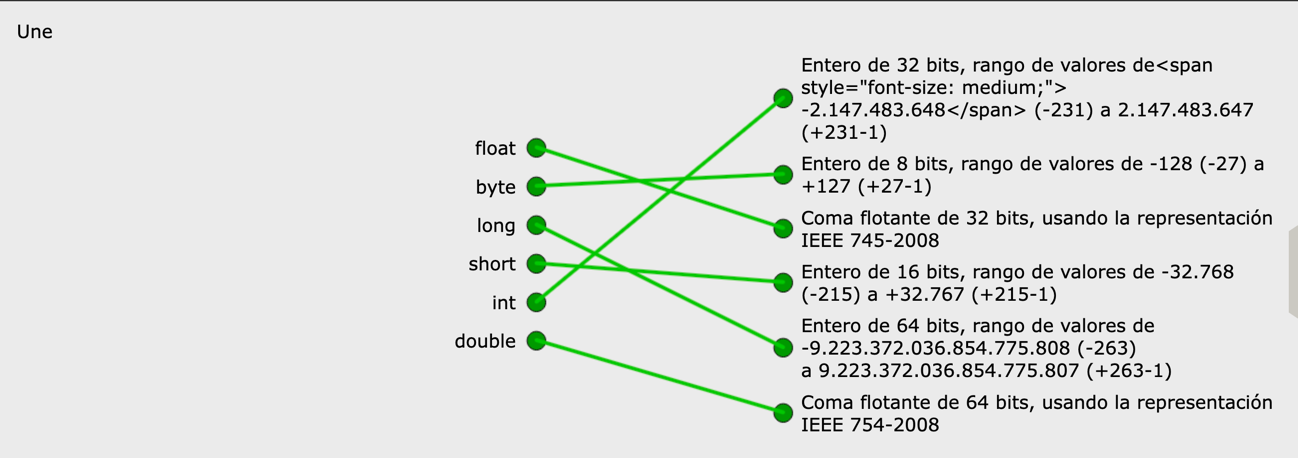 Une
float
byte
long
short
int
double
Entero de 32 bits, rango de valores de<span
style="font-size: medium;">
-2.147.483.648</span> (-231) a 2.147.483.647
(+231-1)
Entero de 8 bits, rango de valores de -128 (-27) a
+127 (+27-1)
Coma flotante de 32 bits, usando la representación
IEEE 745-2008
Entero de 16 bits, rango de valores de -32.768
(-215) a +32.767 (+215-1)
Entero de 64 bits, rango de valores de
-9.223.372.036.854.775.808 (-263)
a 9.223.372.036.854.775.807 (+263-1)
Coma flotante de 64 bits, usando la representación
IEEE 754-2008